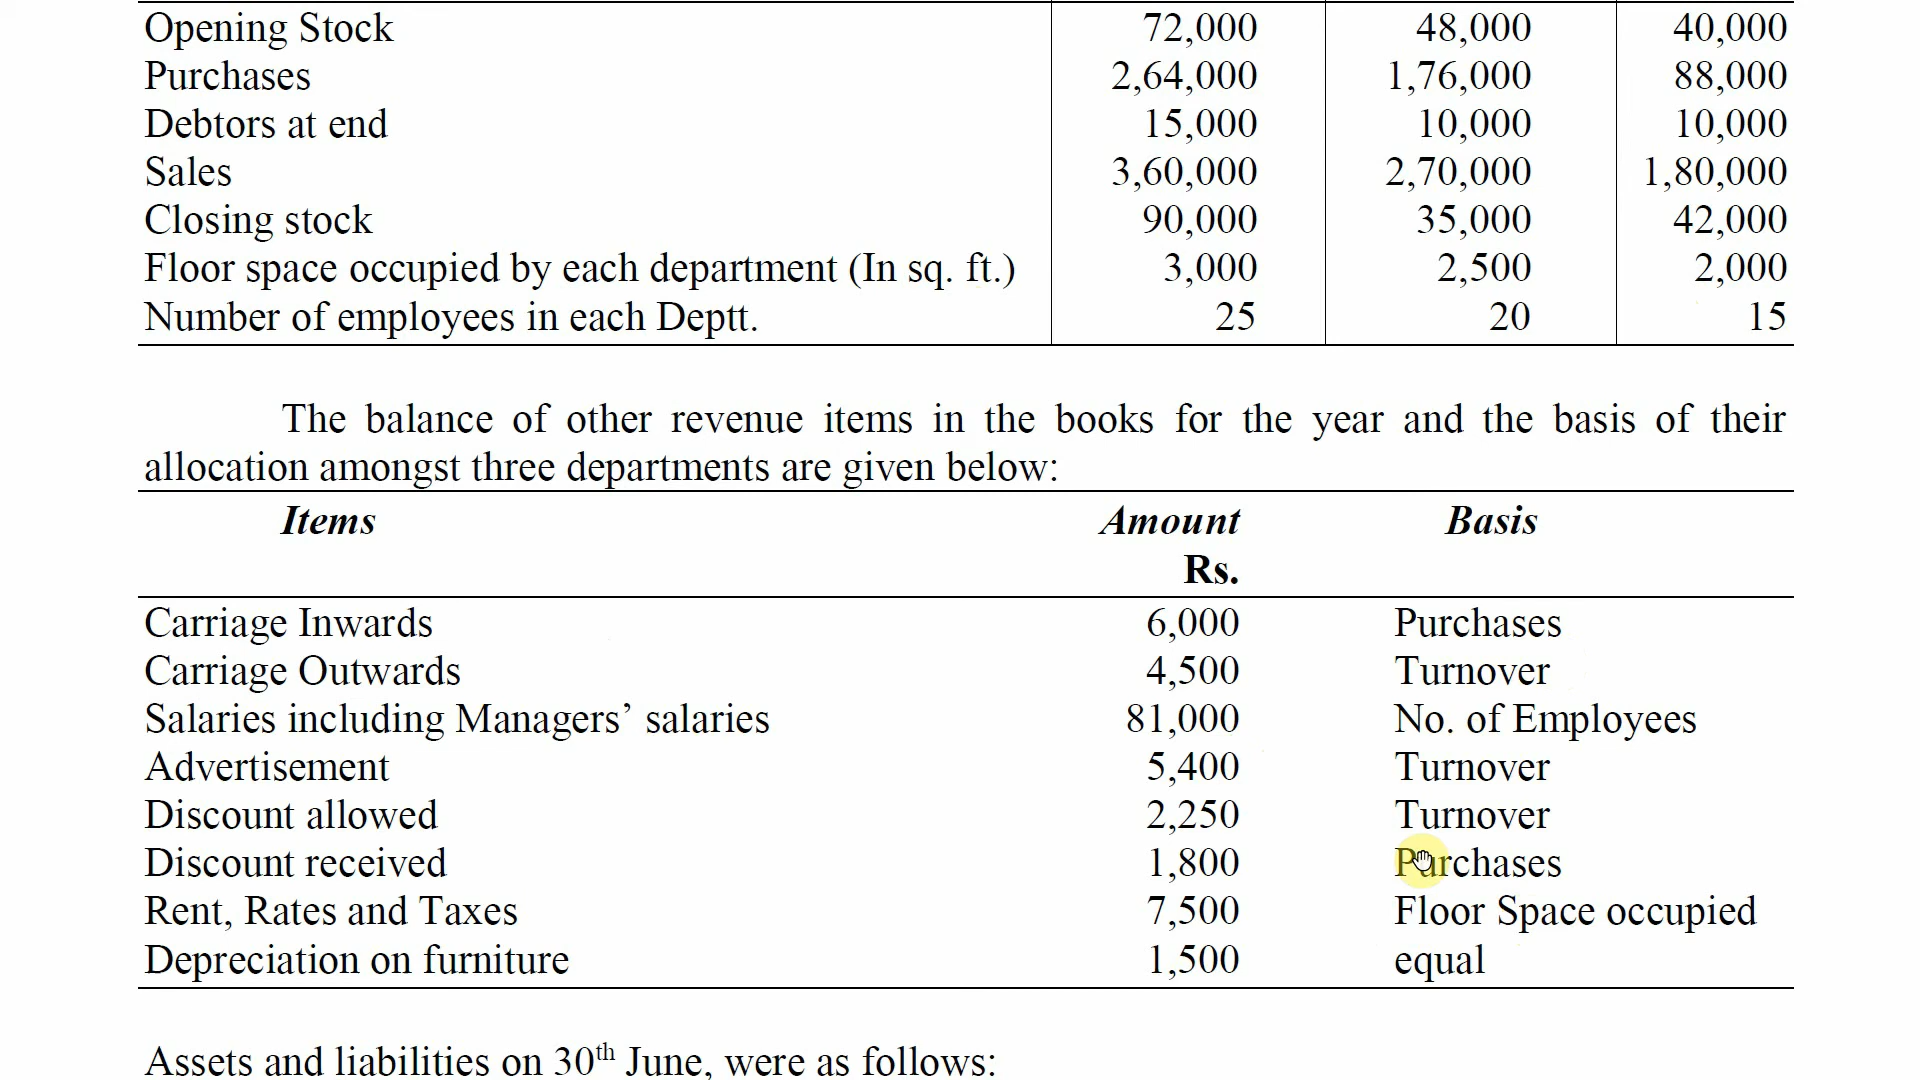 Opening Stock 72,000 48,000 40,000
Purchases 2,64,000 1,76,000 88,000
Debtors at end 15,000 10,000 10,000
Sales 3,60,000 2,70,000 1,80,000
Closing stock 90,000 35,000 42,000
Floor space occupied by each department (In sq. ft.) 3,000 2,500 2,000
Number of employees in each Deptt. 25 20 15
The balance of other revenue items in the books for the year and the basis of their
allocation amongst three departments are given below:
Items Amount Basis
Rs.
Carriage Inwards 6,000 Purchases
Carriage Outwards 4,500 Turnover
Salaries including Managers’ salaries 81,000 No. of Employees
Advertisement 5,400 Turnover
Discount allowed 2,250 Turnover
Discount received 1,800 Purchases
Rent, Rates and Taxes 7,500 Floor Space occupied
Depreciation on furniture 1,500 equal
Assets and liabilities on 30th June, were as follows: